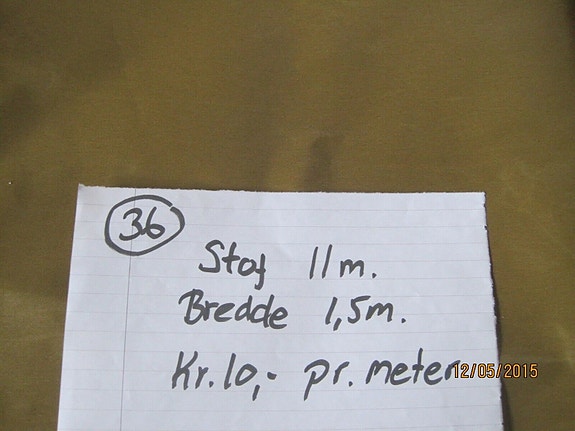 36
Stof 11m.
Bredde 1,5m.
Kr.10,- pr.meter
12/05/2015